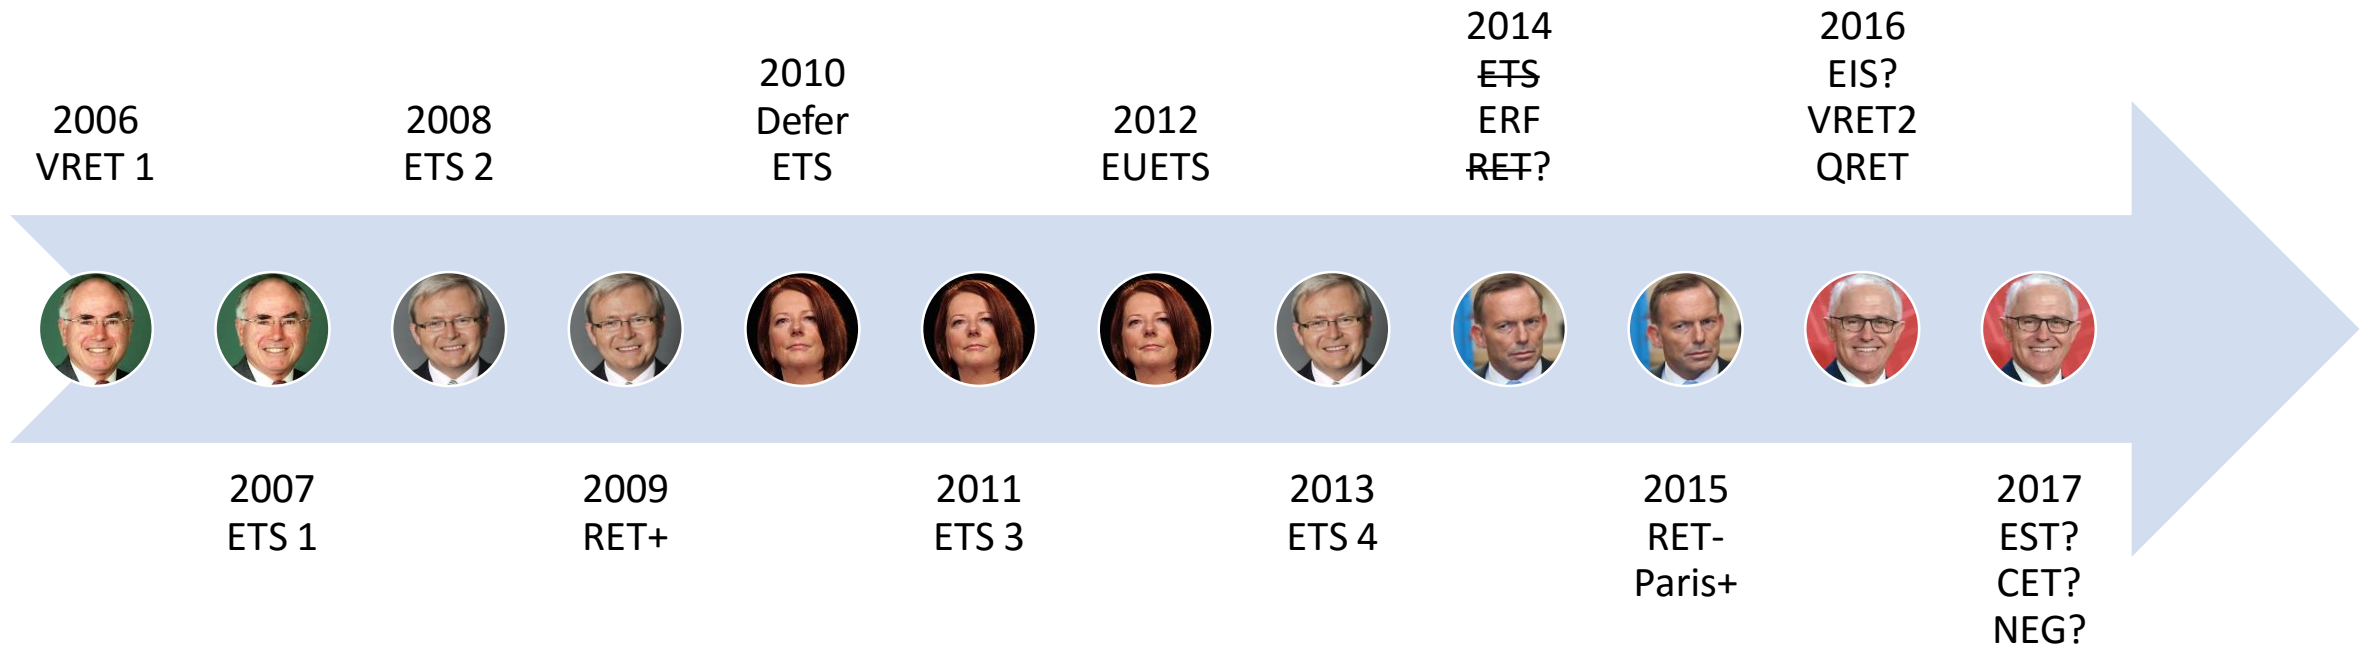 2006
VRET 1
2007
ETS 1
2008
ETS 2
2009
RET+
2010
Defer
ETS
2011
ETS 3
2012
EUETS
2013
ETS 4
2014
ETS
ERF
RET?
2015
RET-
Paris+
2016
EIS?
VRET2
QRET
2017
EST?
CET?
NEG?